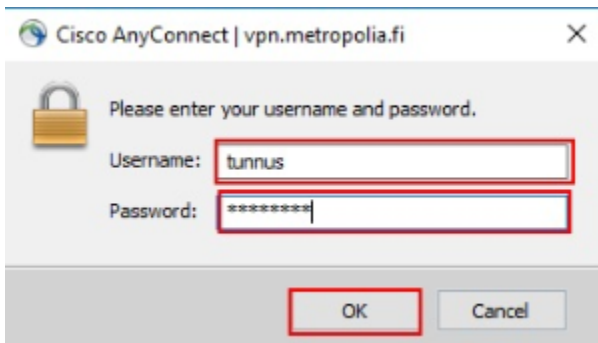 Cisco AnyConnect | vpn.metropolia.fi
Please enter your username and password.
Username: tunnus
Password: ********
OK Cancel